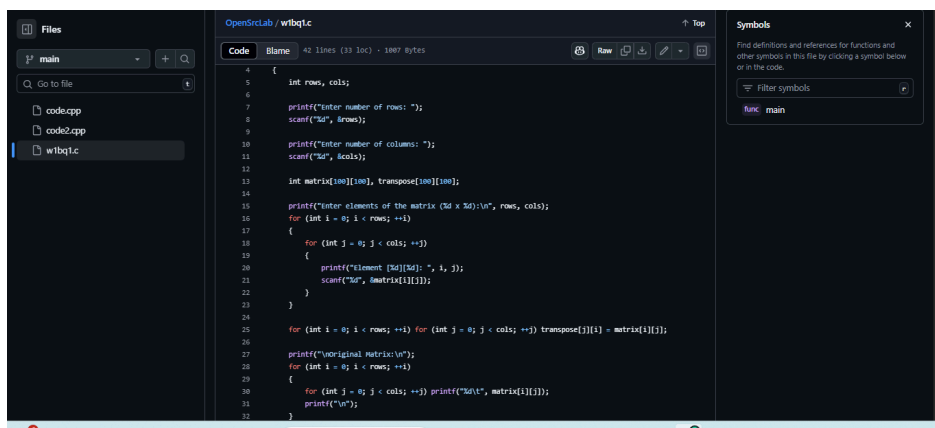 Files
main
Go to file
t
code.cpp
code2.cpp
w1bq1.c
OpenSrcLab / w1bq1.c
Top
Code Blame 42 lines (33 loc) · 1007 Bytes
Raw
4 {
5 int rows, cols;
6
7 printf("Enter number of rows: ");
8 scanf("%d", &rows);
9
10 printf("Enter number of columns: ");
11 scanf("%d", &cols);
12
13 int matrix[100][100], transpose[100][100];
14
15 printf("Enter elements of the matrix (%d x %d):\n", rows, cols);
16 for (int i = 0; i < rows; ++i)
17 {
18 for (int j = 0; j < cols; ++j)
19 {
20 printf("Element [%d][%d]: ", i, j);
21 scanf("%d", &matrix[i][j]);
22 }
23 }
24
25 for (int i = 0; i < rows; ++i) for (int j = 0; j < cols; ++j) transpose[j][i] = matrix[i][j];
26
27 printf("\nOriginal Matrix:\n");
28 for (int i = 0; i < rows; ++i)
29 {
30 for (int j = 0; j < cols; ++j) printf("%d\t", matrix[i][j]);
31 printf("\n");
32 }
Symbols
Find definitions and references for functions and
other symbols in this file by clicking a symbol below
or in the code.
Filter symbols
r
func main